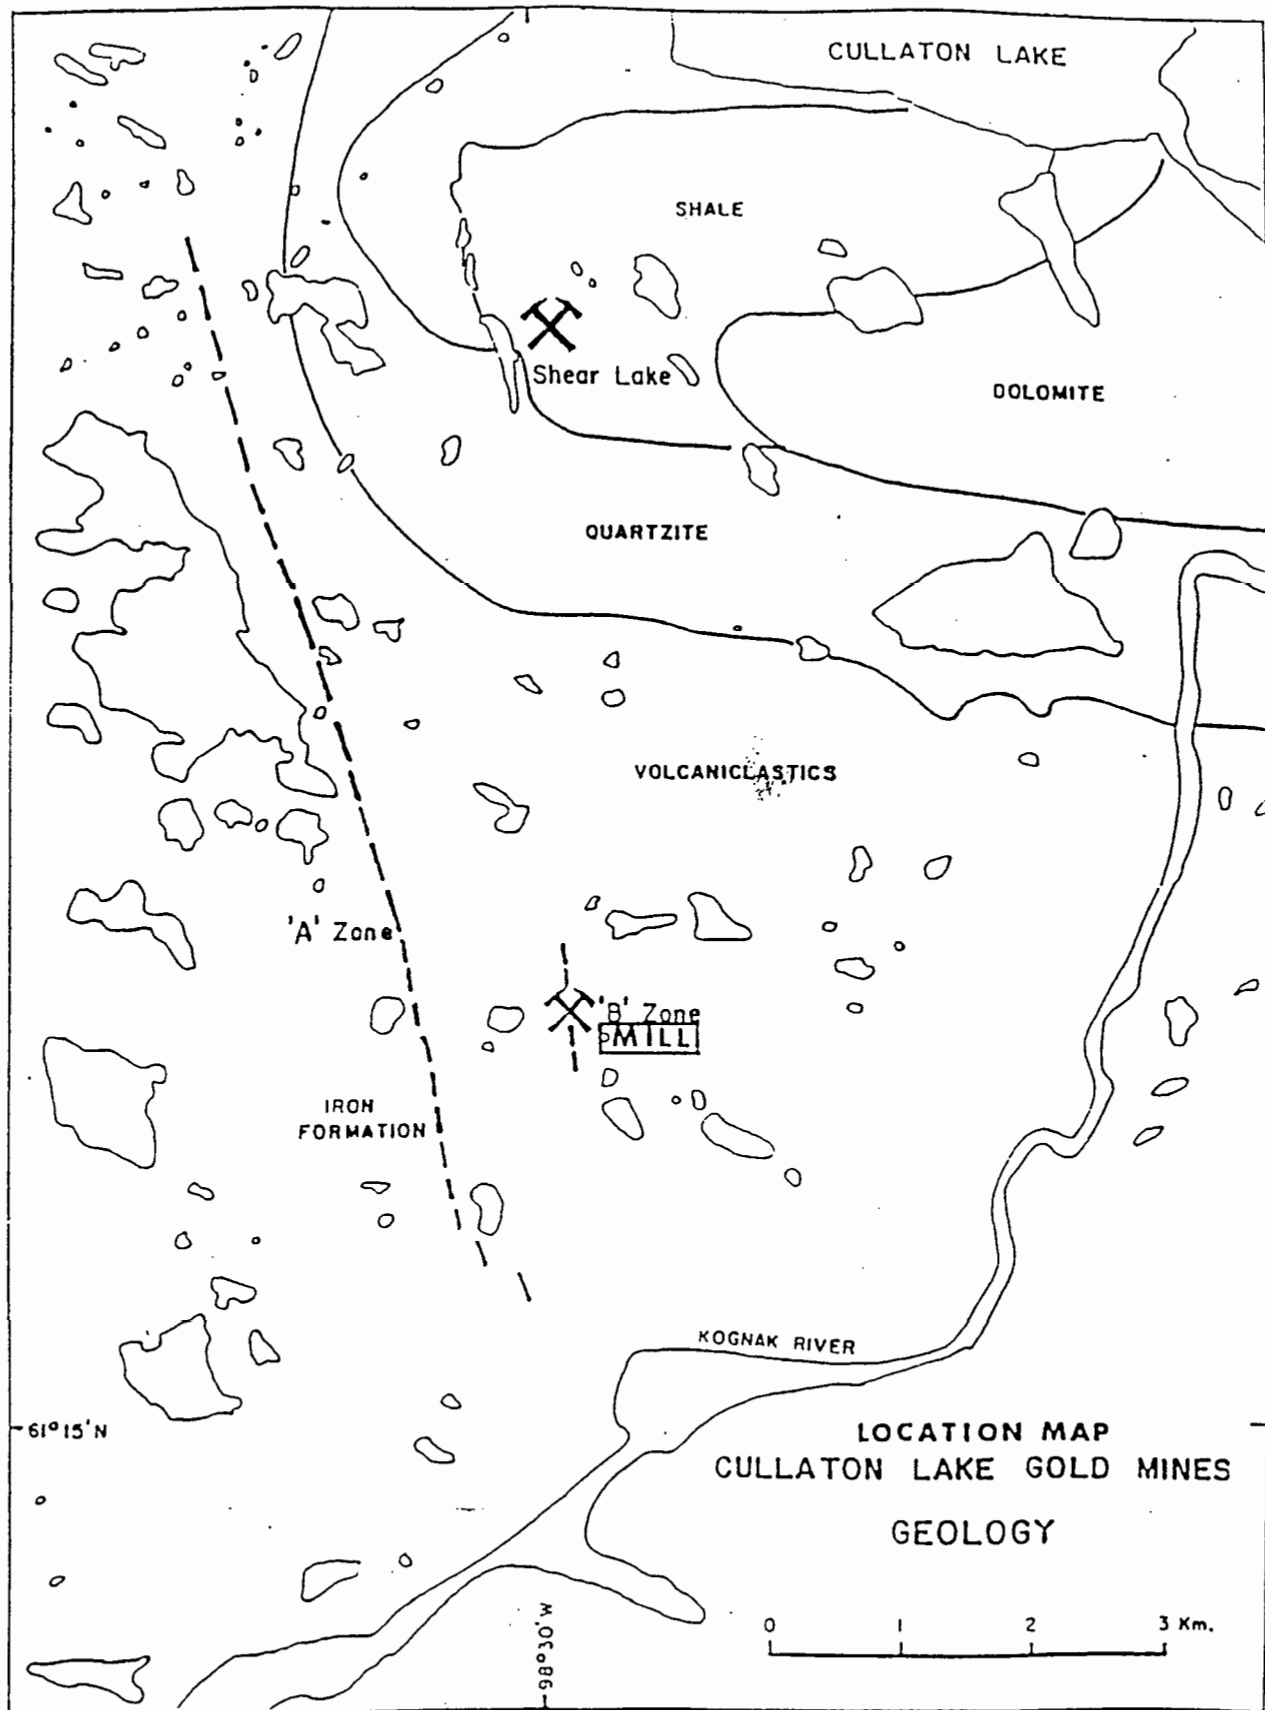 CULLATON LAKE
SHALE
Shear Lake
DOLOMITE
QUARTZITE
VOLCANICLASTICS
'A' Zone
'B' Zone
MILL
IRON
FORMATION
KOGNAK RIVER
61°15'N
LOCATION MAP
CULLATON LAKE GOLD MINES
GEOLOGY
98°30'W
0 1 2 3 Km.